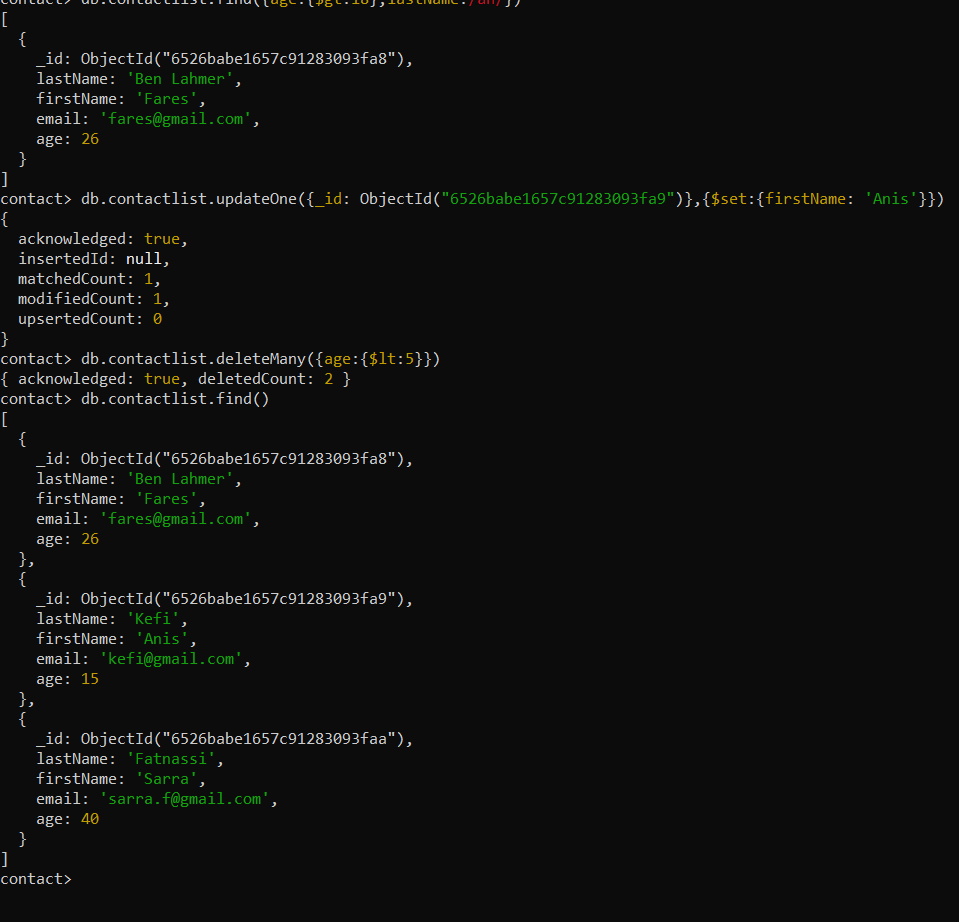 contact> db.contactlist.find({age:{$gt:18},lastName:/ah/})
[
  {
    _id: ObjectId("6526babe1657c91283093fa8"),
    lastName: 'Ben Lahmer',
    firstName: 'Fares',
    email: 'fares@gmail.com',
    age: 26
  }
]
contact> db.contactlist.updateOne({_id: ObjectId("6526babe1657c91283093fa9")},{$set:{firstName: 'Anis'}})
{
  acknowledged: true,
  insertedId: null,
  matchedCount: 1,
  modifiedCount: 1,
  upsertedCount: 0
}
contact> db.contactlist.deleteMany({age:{$lt:5}})
{ acknowledged: true, deletedCount: 2 }
contact> db.contactlist.find()
[
  {
    _id: ObjectId("6526babe1657c91283093fa8"),
    lastName: 'Ben Lahmer',
    firstName: 'Fares',
    email: 'fares@gmail.com',
    age: 26
  },
  {
    _id: ObjectId("6526babe1657c91283093fa9"),
    lastName: 'Kefi',
    firstName: 'Anis',
    email: 'kefi@gmail.com',
    age: 15
  },
  {
    _id: ObjectId("6526babe1657c91283093faa"),
    lastName: 'Fatnassi',
    firstName: 'Sarra',
    email: 'sarra.f@gmail.com',
    age: 40
  }
]
contact>